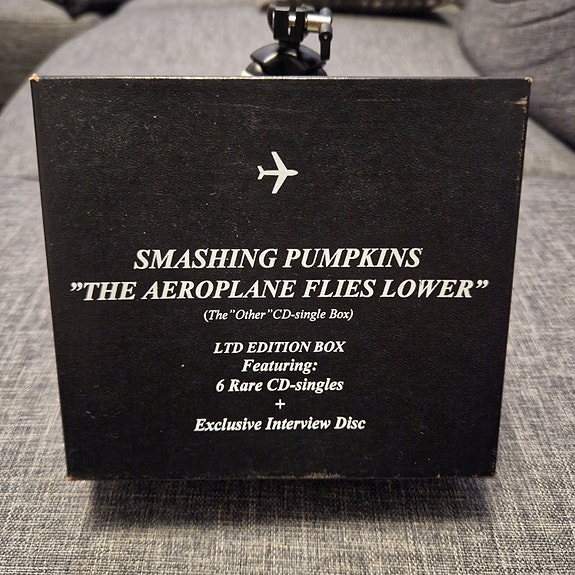 SMASHING PUMPKINS
”THE AEROPLANE FLIES LOWER”
(The”Other”CD-single Box)
LTD EDITION BOX
Featuring:
6 Rare CD-singles
+
Exclusive Interview Disc